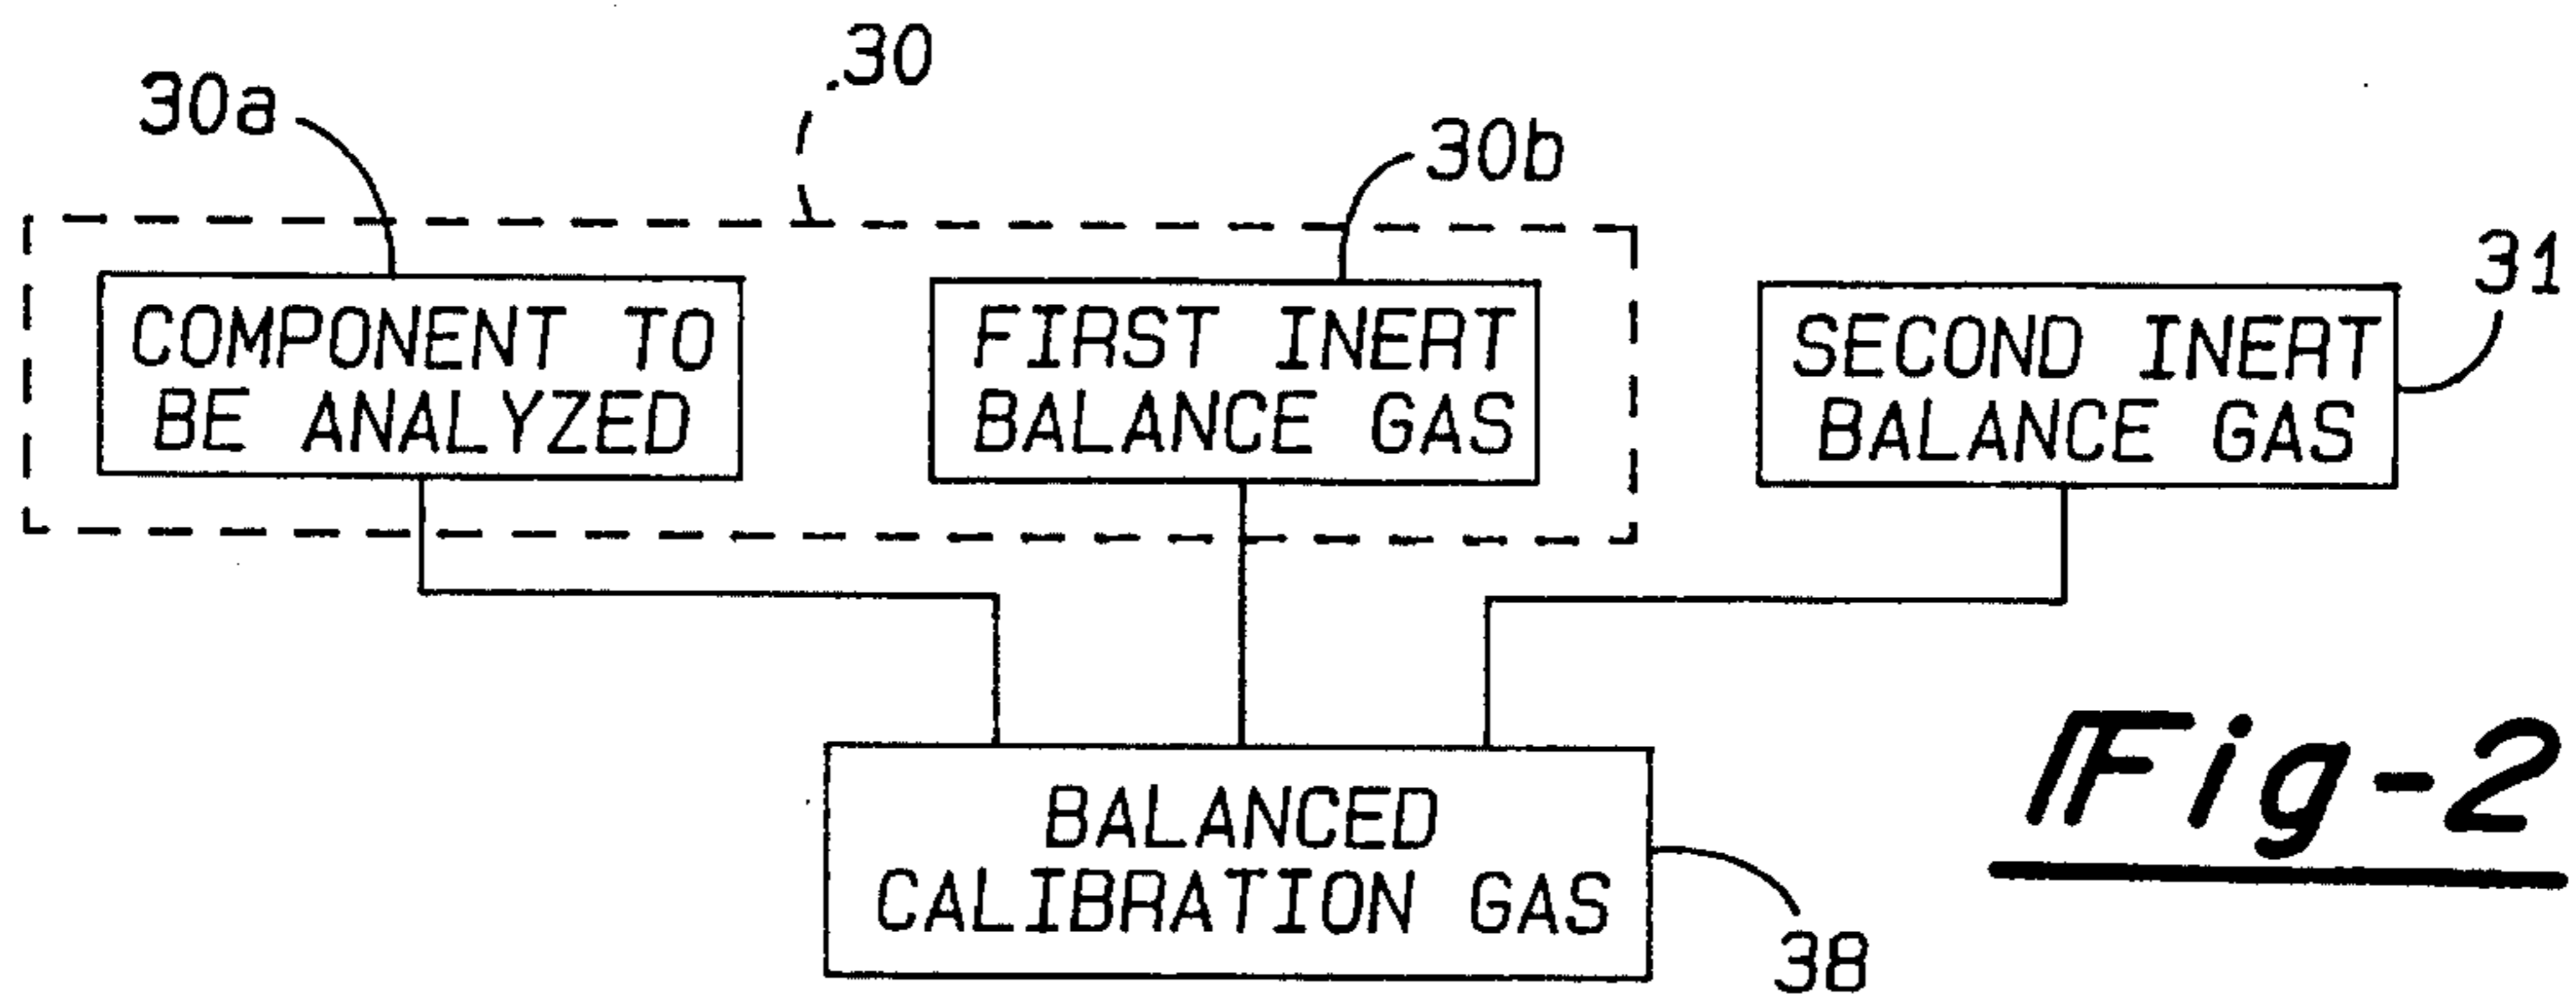 30
30a
30b
31
COMPONENT TO
BE ANALYZED
FIRST INERT
BALANCE GAS
SECOND INERT
BALANCE GAS
BALANCED
CALIBRATION GAS
38
Fig-2